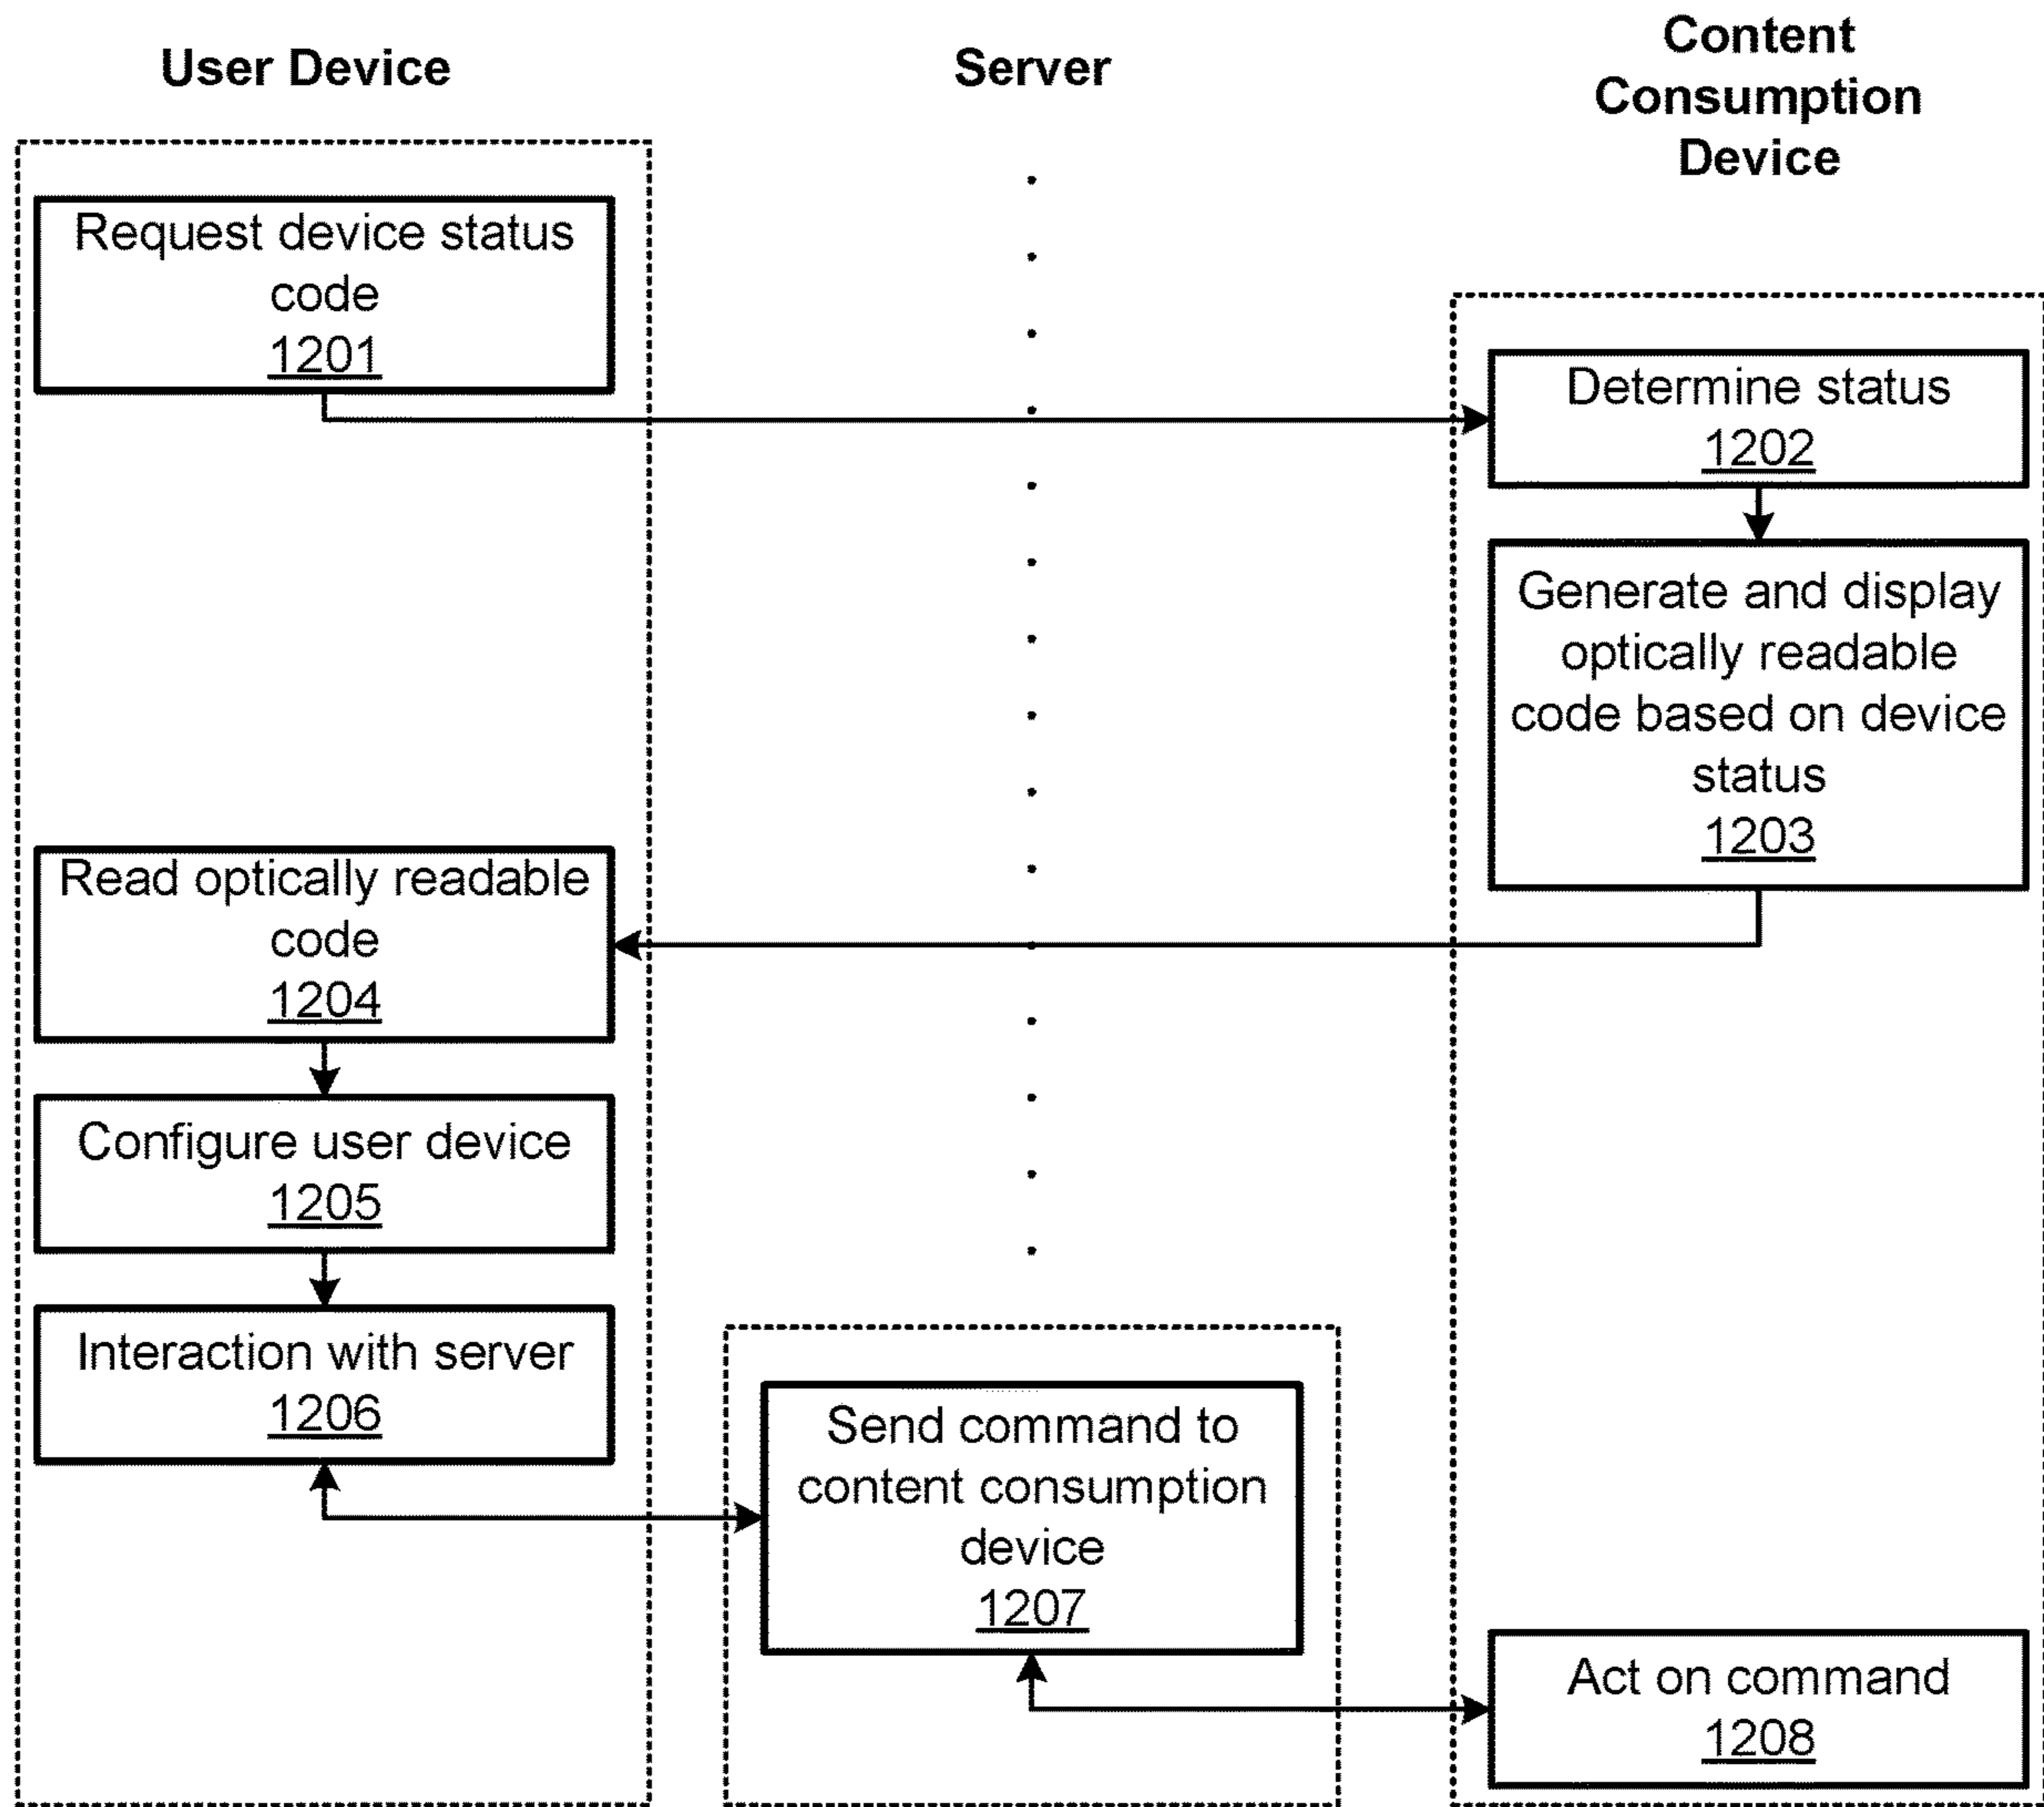 User Device
Server
Content
Consumption
Device
Request device status
code
1201
Determine status
1202
Generate and display
optically readable
code based on device
status
1203
Read optically readable
code
1204
Configure user device
1205
Interaction with server
1206
Send command to
content consumption
device
1207
Act on command
1208